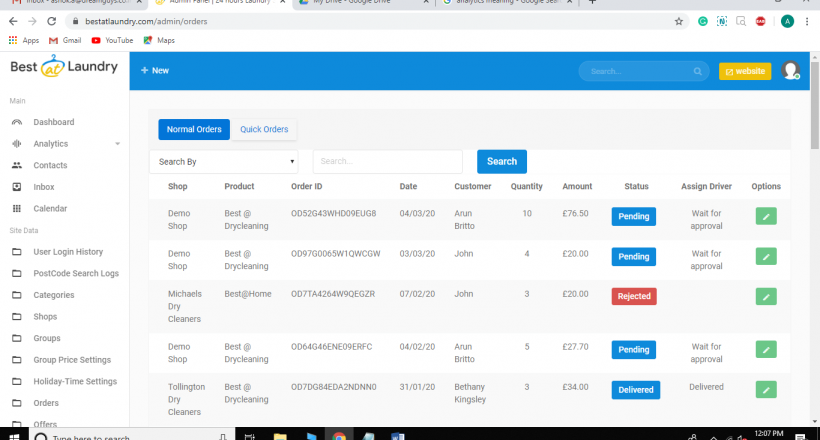 Inbox - ashok.s@dreamguys.co
Admin Panel | 24 Hours Laundry
My Drive - Google Drive
analytics meaning - Google Sear
bestatlaundry.com/admin/orders
Apps
Gmail
YouTube
Maps
Best at Laundry
+ New
Search...
website
Main
Dashboard
Analytics
Contacts
Inbox
Calendar
Site Data
User Login History
PostCode Search Logs
Categories
Shops
Groups
Group Price Settings
Holiday-Time Settings
Orders
Offers
Normal Orders Quick Orders
Search By Search... Search
Shop Product Order ID Date Customer Quantity Amount Status Assign Driver Options
Demo Shop Best @ Drycleaning OD52G43WHD09EUG8 04/03/20 Arun Britto 10 £76.50 Pending Wait for approval
Demo Shop Best @ Drycleaning OD97G0065W1QWCGW 03/03/20 John 4 £20.00 Pending Wait for approval
Michaels Dry Cleaners Best@Home OD7TA4264W9QEGZR 07/02/20 John 3 £20.00 Rejected
Demo Shop Best @ Drycleaning OD64G46ENE09ERFC 04/02/20 Arun Britto 5 £27.70 Pending Wait for approval
Tollington Dry Cleaners Best @ Drycleaning OD7DG84EDA2NDNN0 31/01/20 Bethany Kingsley 3 £34.00 Delivered Delivered
Type here to search
12:07 PM